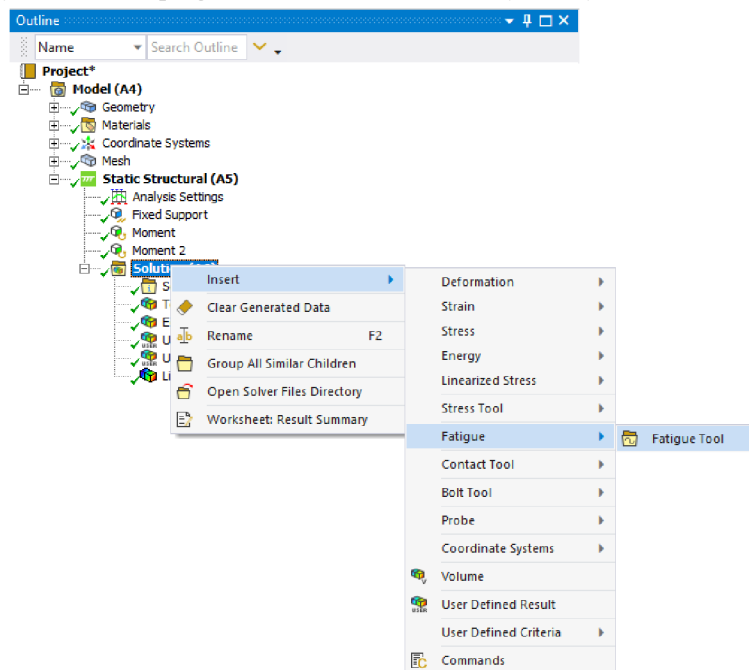 Outline
Name
Search Outline
Project*
Model (A4)
Geometry
Materials
Coordinate Systems
Mesh
Static Structural (A5)
Analysis Settings
Fixed Support
Moment
Moment 2
S
T
E
U
U
Li
Insert
Clear Generated Data
Rename F2
Group All Similar Children
Open Solver Files Directory
Worksheet: Result Summary
Deformation
Strain
Stress
Energy
Linearized Stress
Stress Tool
Fatigue
Contact Tool
Bolt Tool
Probe
Coordinate Systems
Volume
User Defined Result
User Defined Criteria
Commands
Fatigue Tool